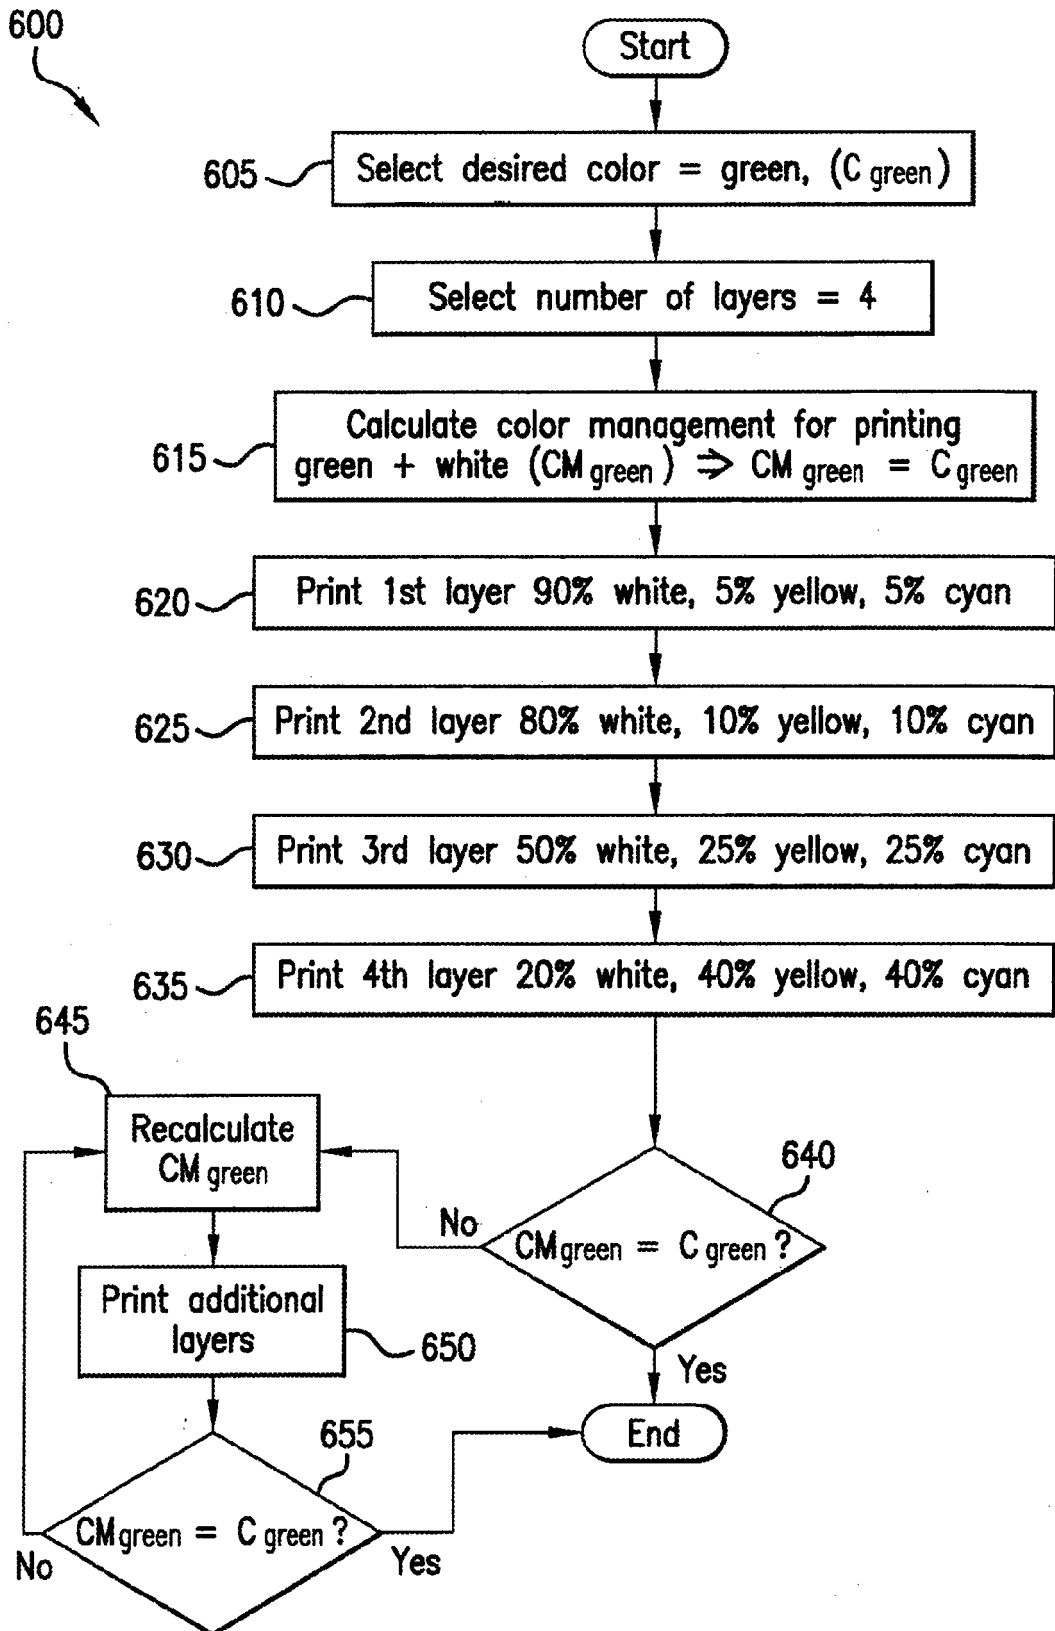 600
Start
605
Select desired color = green, (C green)
610
Select number of layers = 4
615
Calculate color management for printing
green + white (CM green) ⇒ CM green = C green
620
Print 1st layer 90% white, 5% yellow, 5% cyan
625
Print 2nd layer 80% white, 10% yellow, 10% cyan
630
Print 3rd layer 50% white, 25% yellow, 25% cyan
635
Print 4th layer 20% white, 40% yellow, 40% cyan
645
Recalculate
CM green
640
No
CM green = C green ?
Print additional
layers
650
Yes
End
655
CM green = C green ?
No
Yes